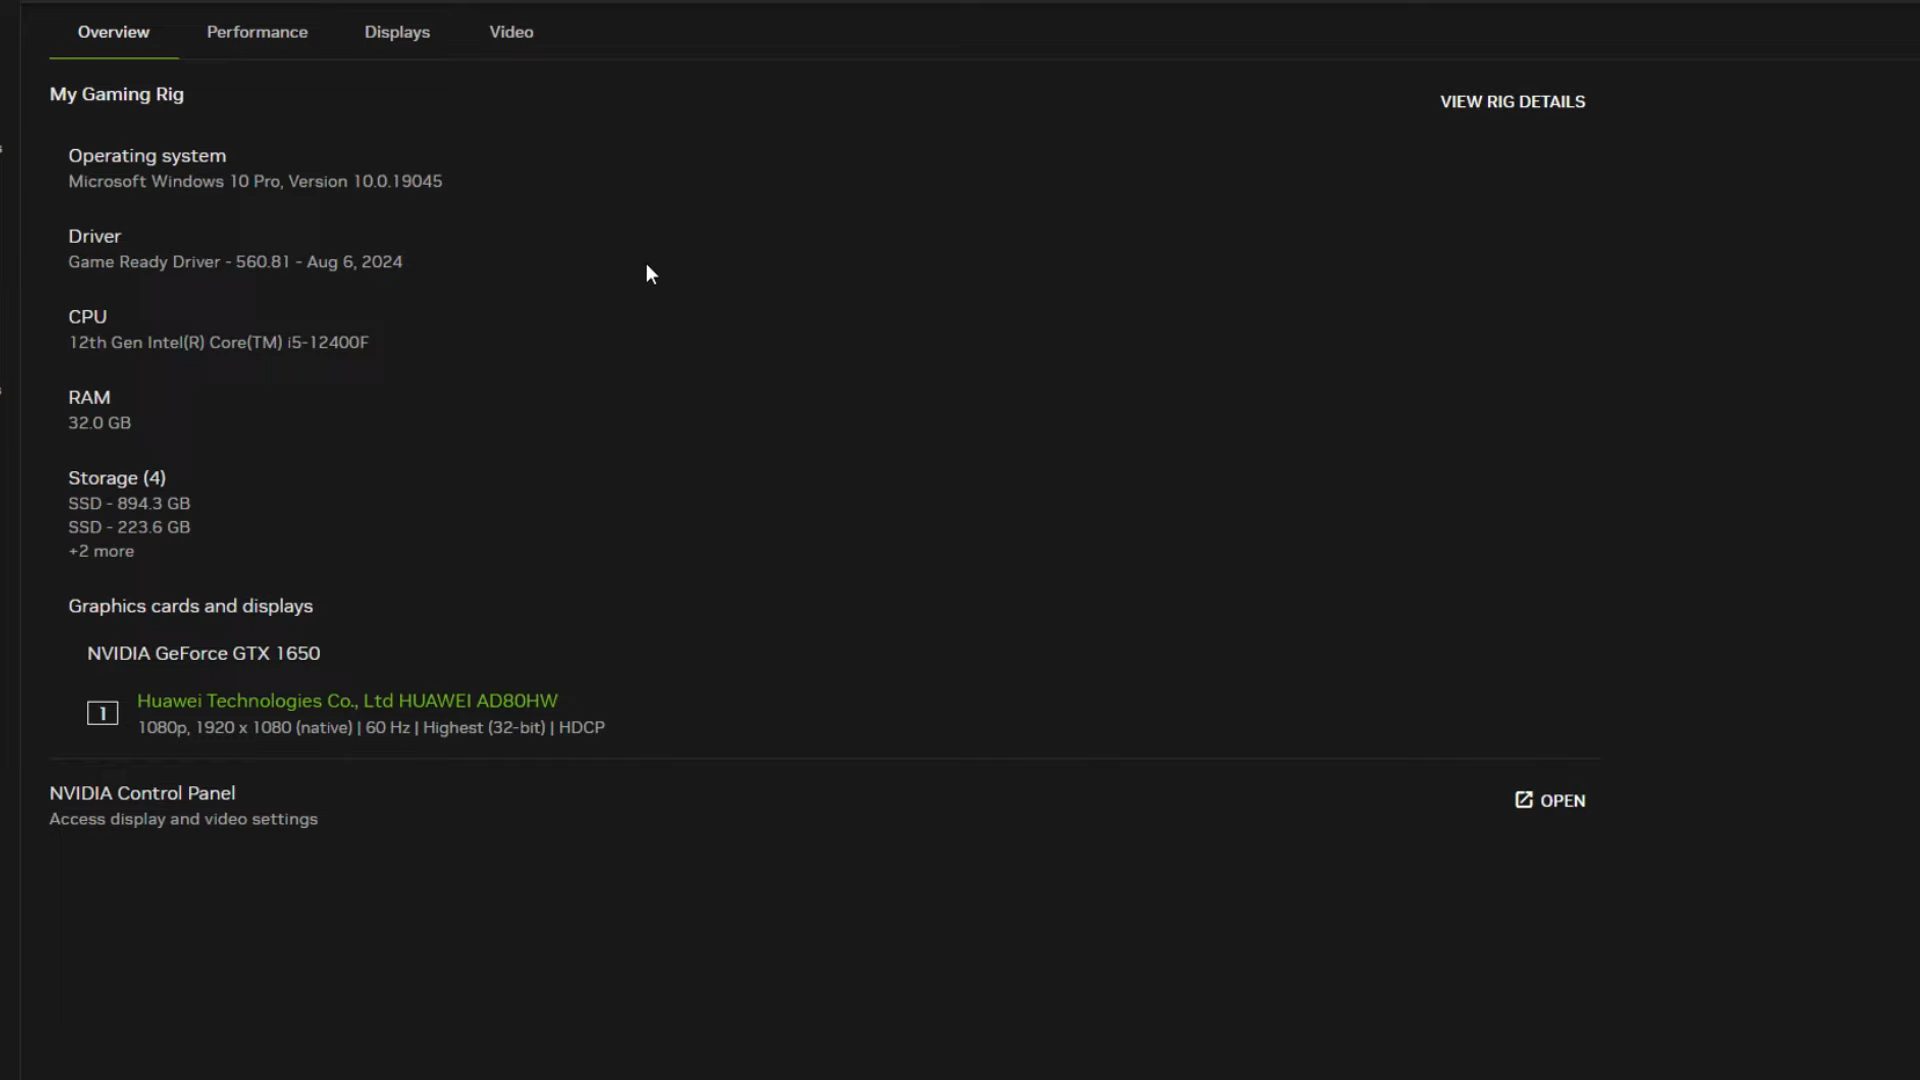 Overview Performance Displays Video
My Gaming Rig
VIEW RIG DETAILS
Operating system
Microsoft Windows 10 Pro, Version 10.0.19045
Driver
Game Ready Driver - 560.81 - Aug 6, 2024
CPU
12th Gen Intel(R) Core(TM) i5-12400F
RAM
32.0 GB
Storage (4)
SSD - 894.3 GB
SSD - 223.6 GB
+2 more
Graphics cards and displays
NVIDIA GeForce GTX 1650
1
Huawei Technologies Co., Ltd HUAWEI AD80HW
1080p, 1920 x 1080 (native) | 60 Hz | Highest (32-bit) | HDCP
NVIDIA Control Panel
OPEN
Access display and video settings